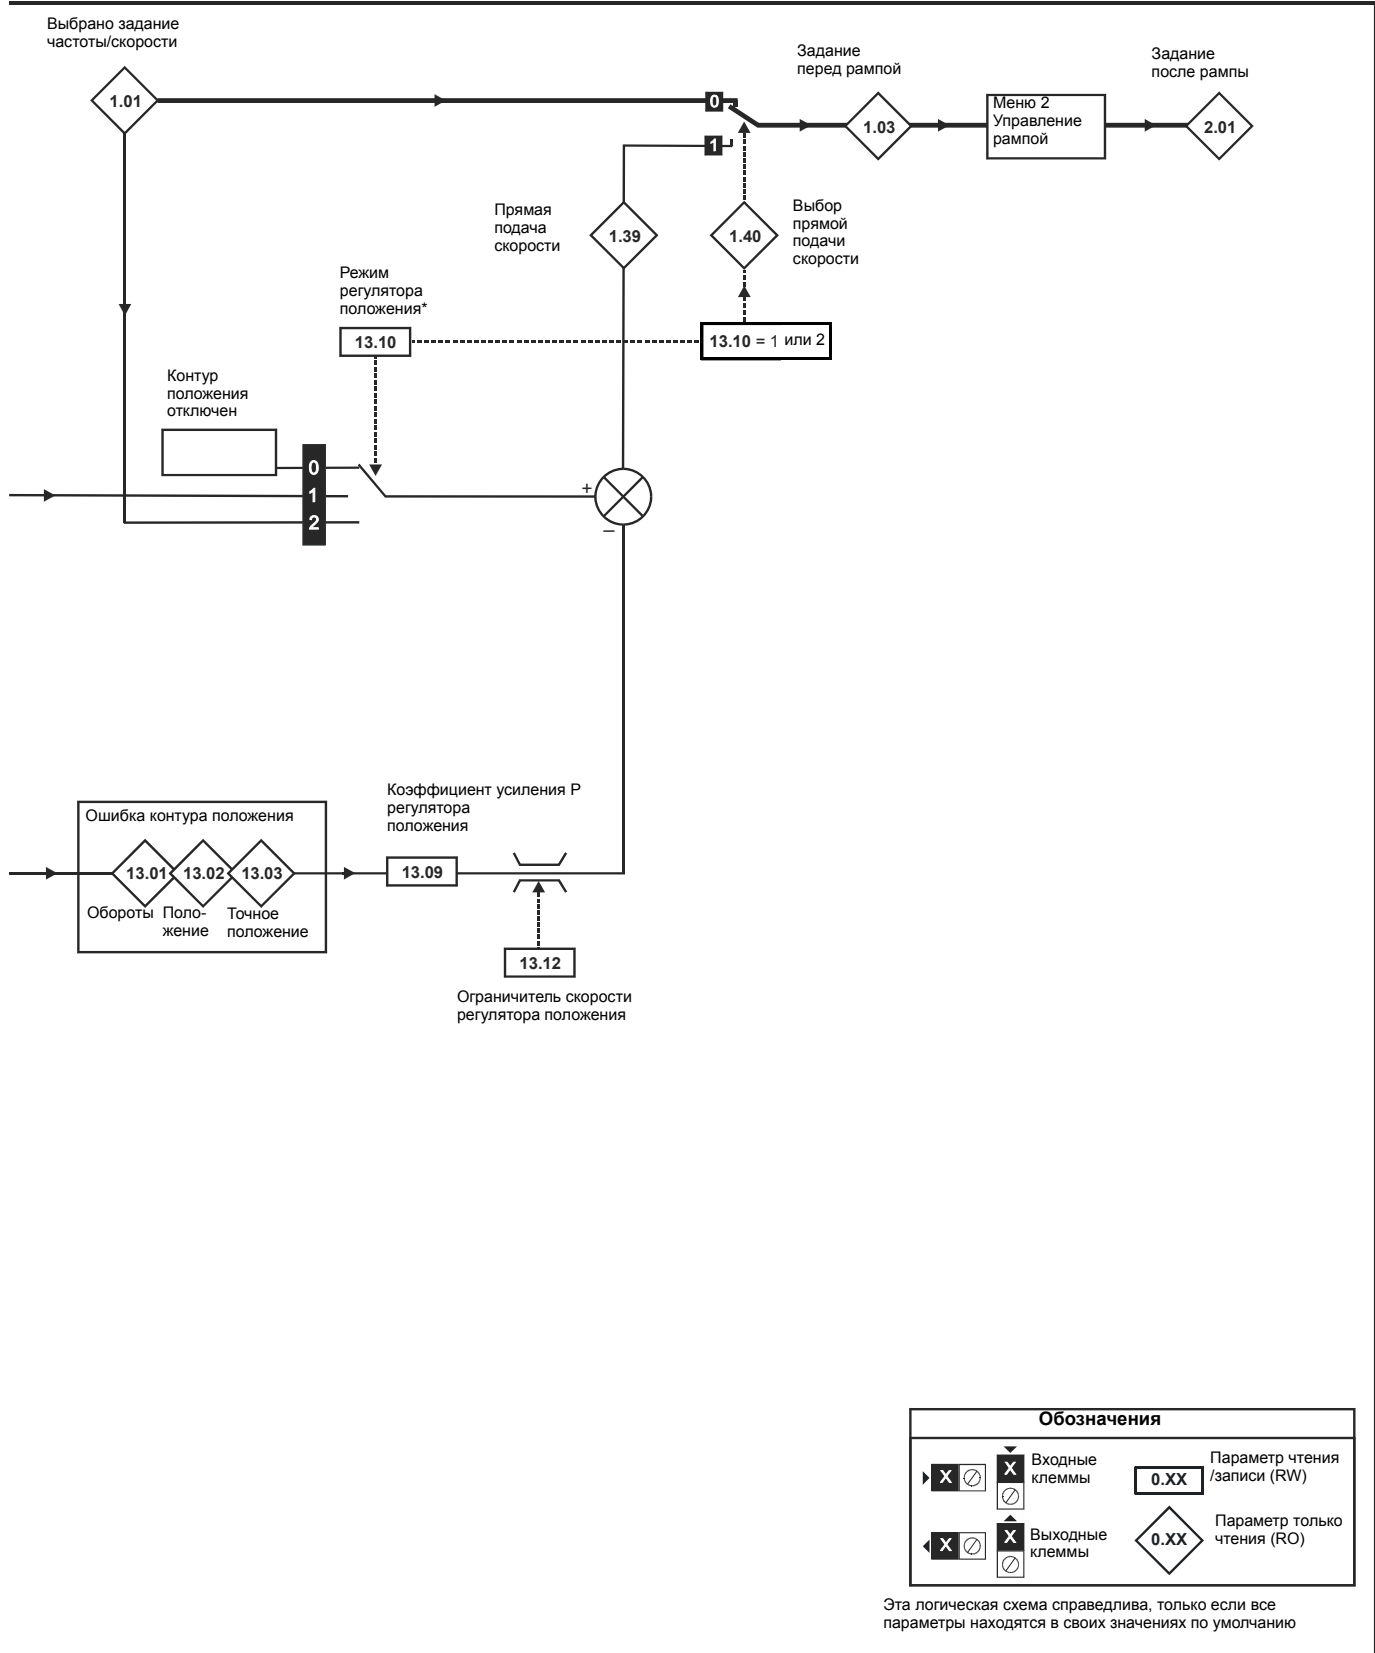 Выбрано задание
частоты/скорости
1.01
0
1
Задание
перед рампой
1.03
Меню 2
Управление
рампой
Задание
после рампы
2.01
Прямая
подача
скорости
1.39
1.40
Выбор
прямой
подачи
скорости
Режим
регулятора
положения*
13.10
13.10 = 1 или 2
Контур
положения
отключен
0
1
2
+
–
Ошибка контура положения
13.01
13.02
13.03
Обороты
Поло-
жение
Точное
положение
Коэффициент усиления P
регулятора
положения
13.09
13.12
Ограничитель скорости
регулятора положения
Обозначения
X
X
Входные
клеммы
0.XX
Параметр чтения
/записи (RW)
X
X
Выходные
клеммы
0.XX
Параметр только
чтения (RO)
Эта логическая схема справедлива, только если все
параметры находятся в своих значениях по умолчанию